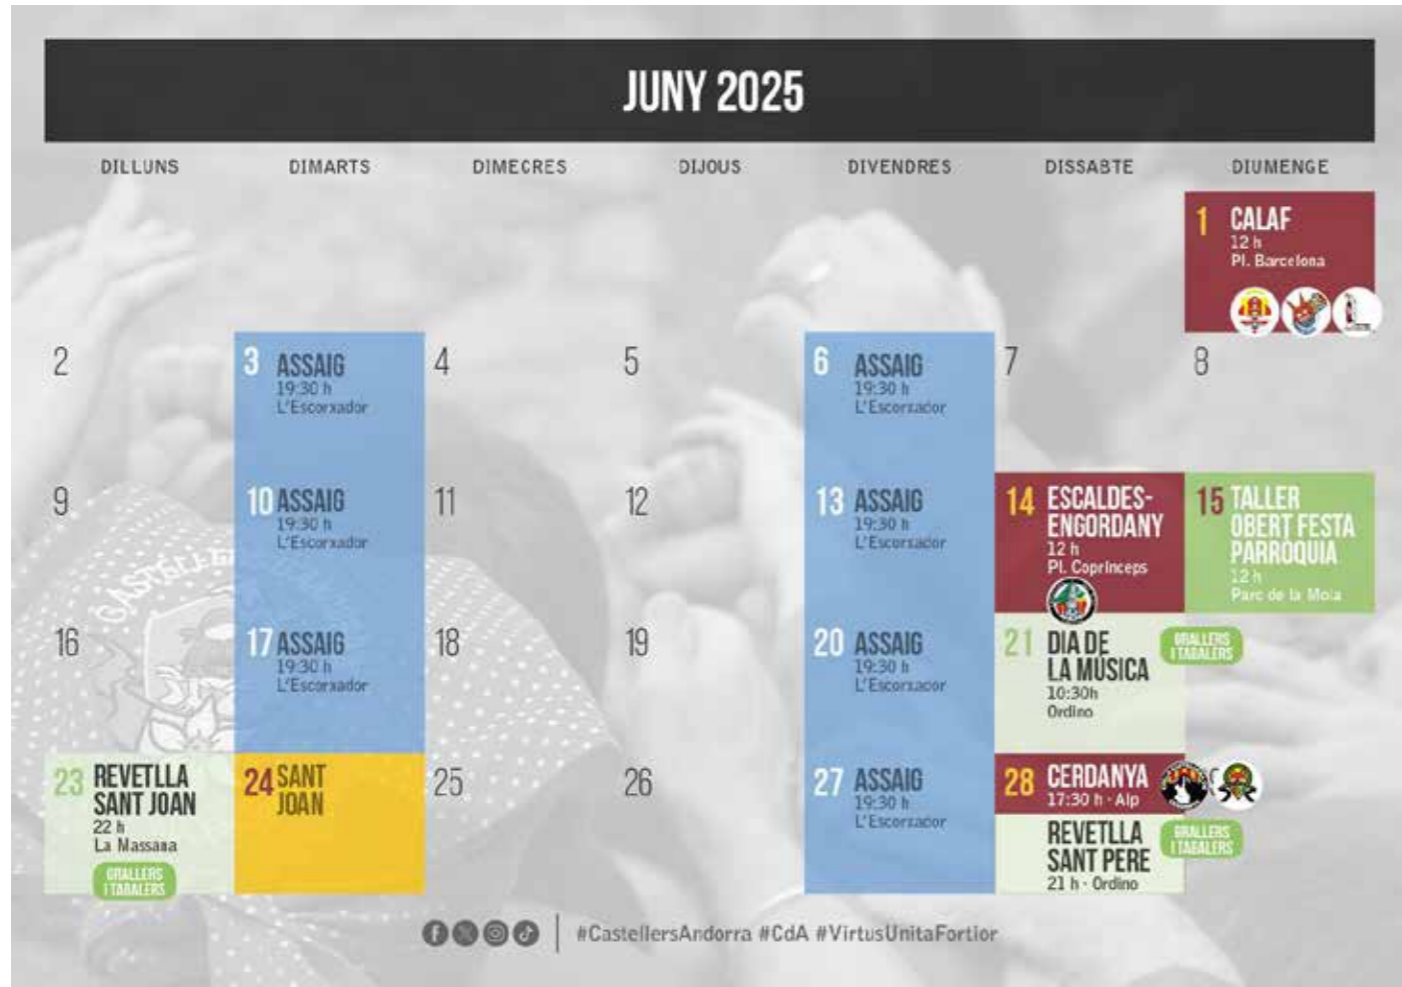 JUNY 2025
DILLUNS DIMARTS DIMECRES DIJOUS DIVENDRES DISSABTE DIUMENGE
1 CALAF
12 h
Pl. Barcelona
2
3 ASSAIG
19:30 h
L'Escorxador
4
5
6 ASSAIG
19:30 h
L'Escorxador
7
8
9
10 ASSAIG
19:30 h
L'Escorxador
11
12
13 ASSAIG
19:30 h
L'Escorxador
14 ESCALDES-
ENGORDANY
12 h
Pl. Coprínceps
15 TALLER
OBERT FESTA
PARRÒQUIA
12 h
Parc de la Mola
16
17 ASSAIG
19:30 h
L'Escorxador
18
19
20 ASSAIG
19:30 h
L'Escorxador
21 DIA DE
LA MÚSICA
10:30h
Ordino
GRALLERS
I TABALERS
23 REVETLLA
SANT JOAN
22 h
La Massana
GRALLERS
I TABALERS
24 SANT
JOAN
25
26
27 ASSAIG
19:30 h
L'Escorxador
28 CERDANYA
17:30 h · Alp
REVETLLA
SANT PERE
21 h · Ordino
GRALLERS
I TABALERS
#CastellersAndorra #CdA #VirtusUnitaFortior